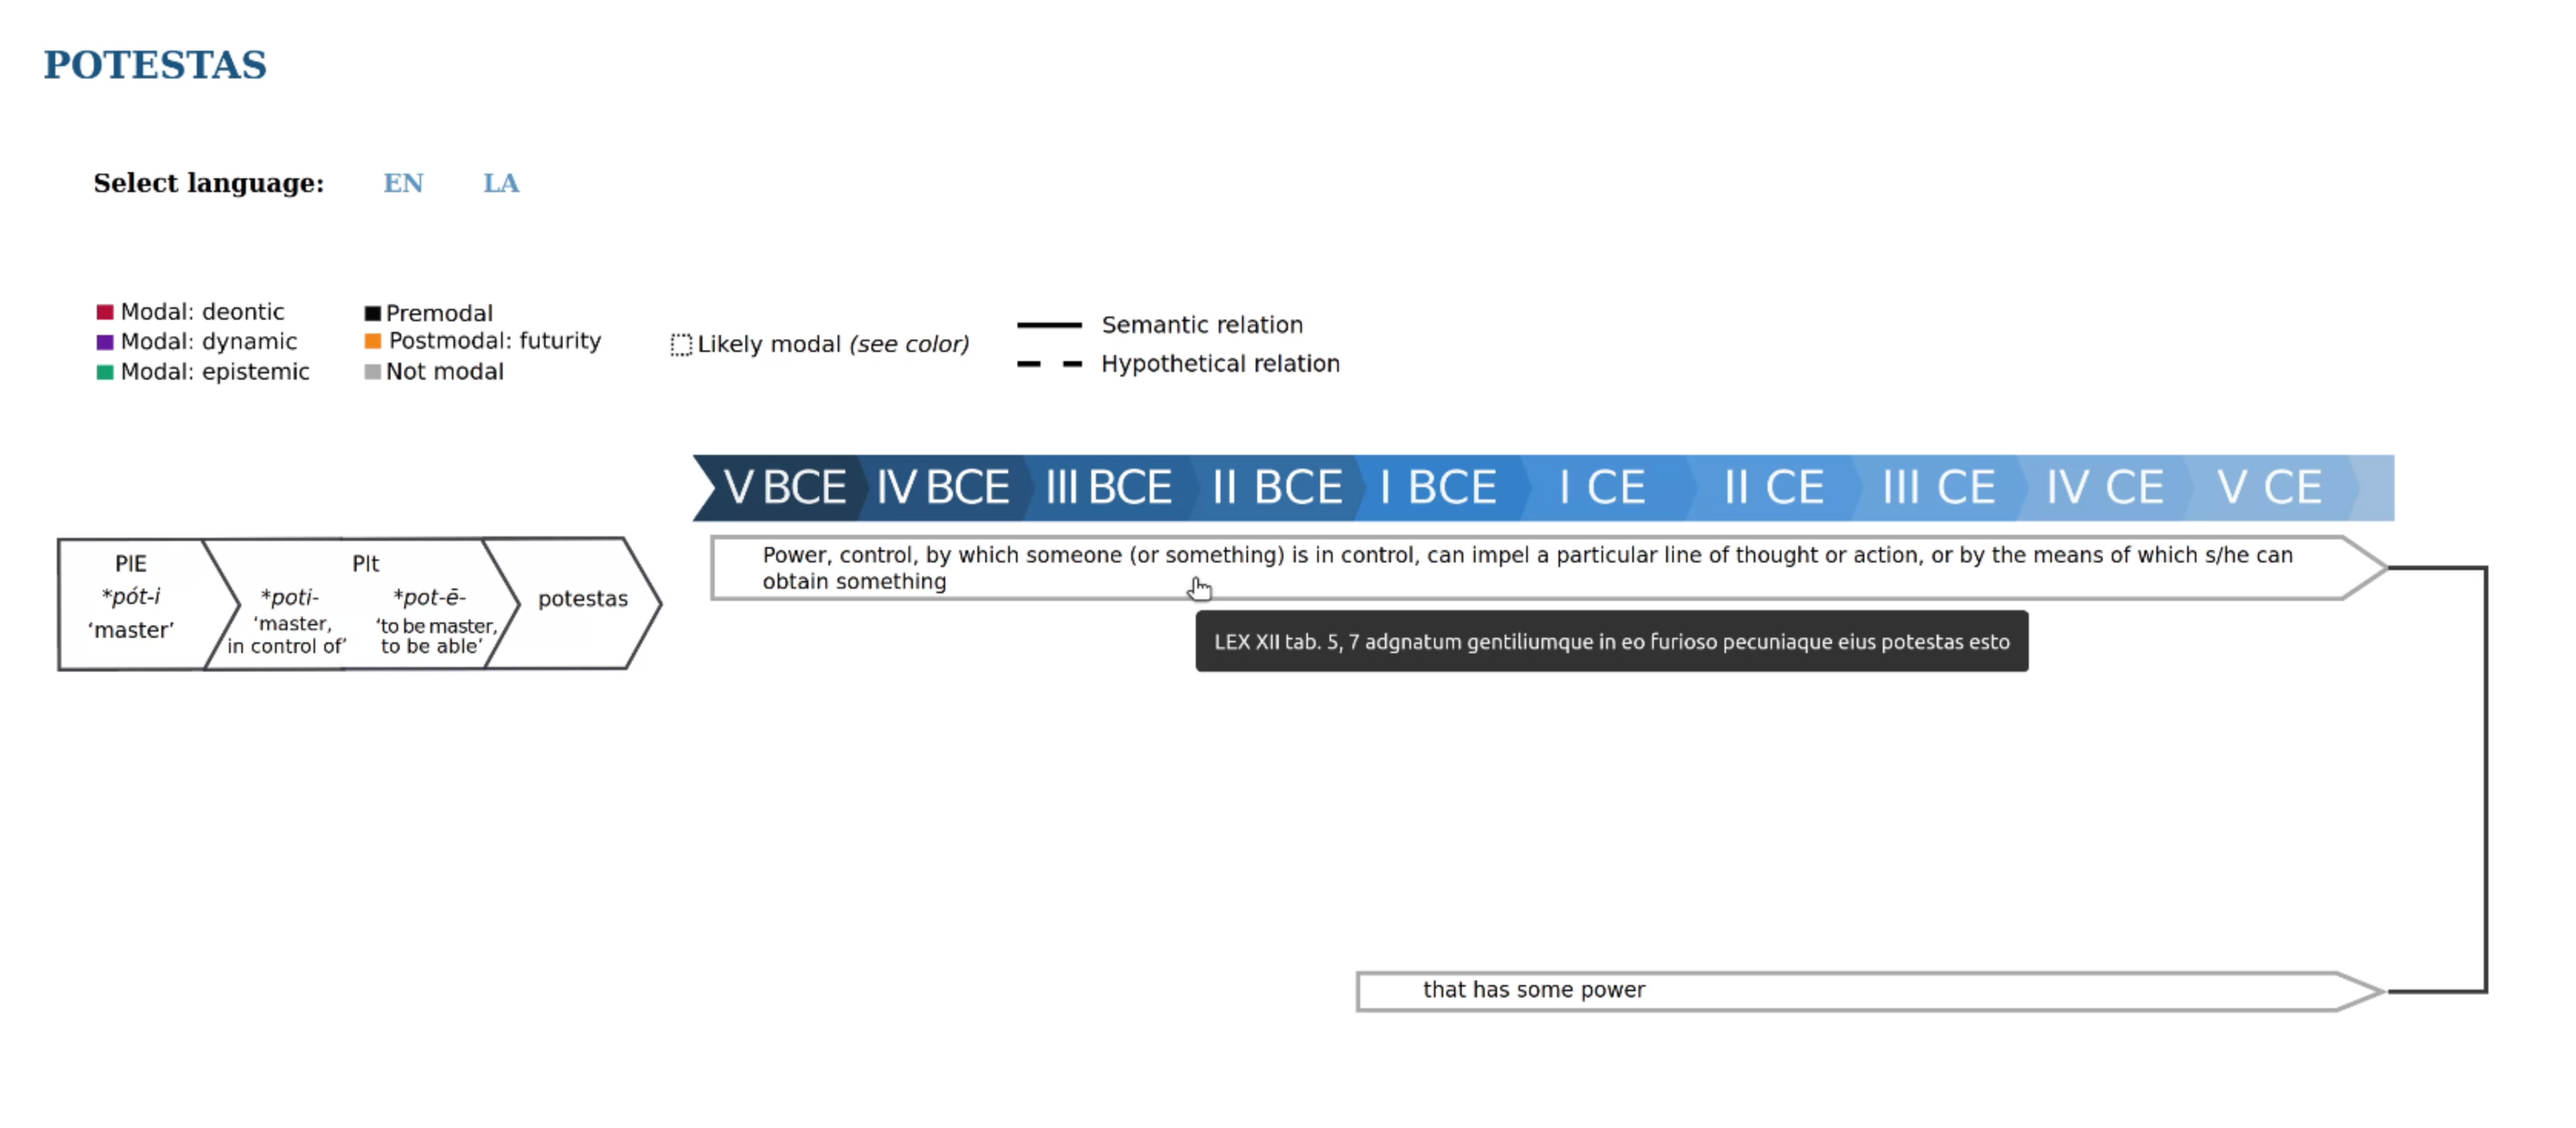 POTESTAS
Select language: EN LA
Modal: deontic
Modal: dynamic
Modal: epistemic
Premodal
Postmodal: futurity
Not modal
Likely modal (see color)
Semantic relation
Hypothetical relation
V BCE IV BCE III BCE II BCE I BCE I CE II CE III CE IV CE V CE
PIE
*pót-i
‘master’
PIt
*poti-
‘master,
in control of’
*pot-ē-
‘to be master,
to be able’
potestas
Power, control, by which someone (or something) is in control, can impel a particular line of thought or action, or by the means of which s/he can
obtain something
LEX XII tab. 5, 7 adgnatum gentiliumque in eo furioso pecuniaque eius potestas esto
that has some power